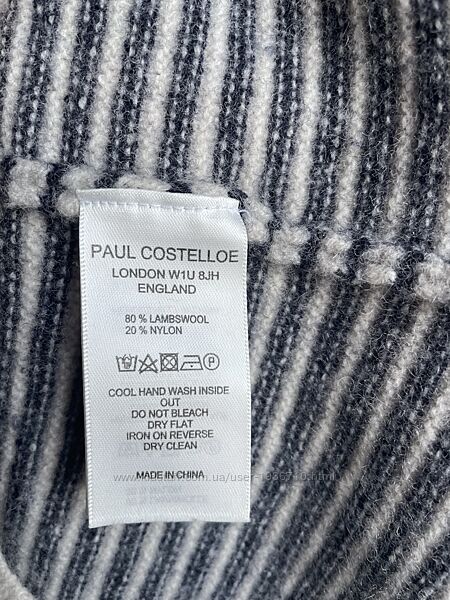 PAUL COSTELLOE
LONDON W1U 8JH
ENGLAND
80 % LAMBSWOOL
20 % NYLON
COOL HAND WASH INSIDE
OUT
DO NOT BLEACH
DRY FLAT
IRON ON REVERSE
DRY CLEAN
MADE IN CHINA